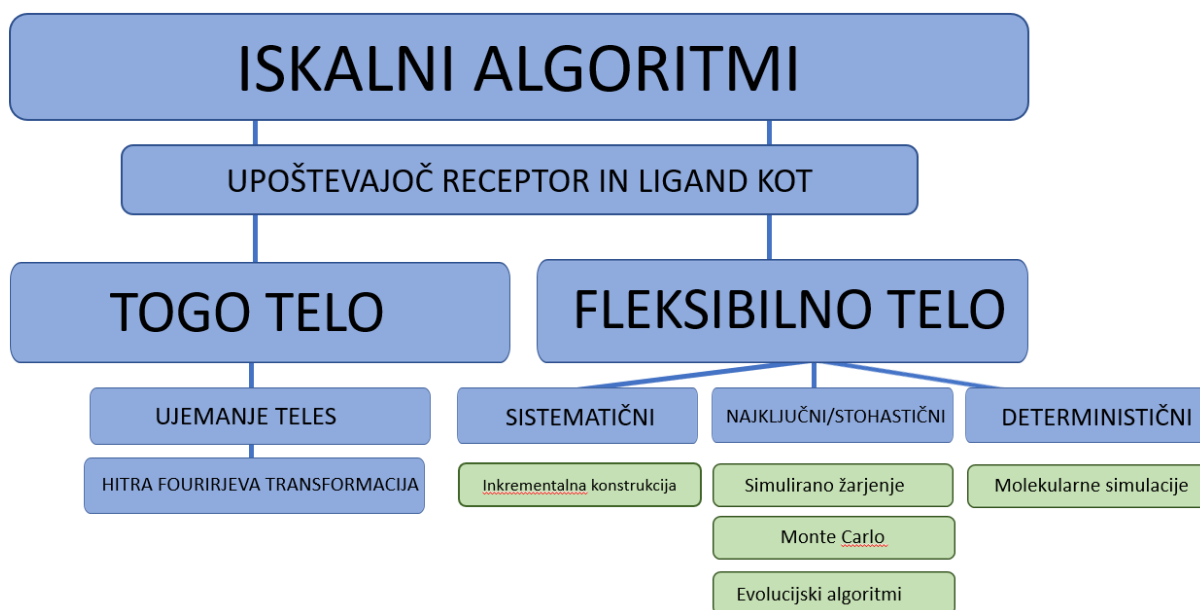 ISKALNI ALGORITMI
UPOŠTEVAJOČ RECEPTOR IN LIGAND KOT
TOGO TELO
FLEKSIBILNO TELO
UJEMANJE TELES
SISTEMATIČNI
NAJKLJUČNI/STOHASTIČNI
DETERMINISTIČNI
HITRA FOURIRJEVA TRANSFORMACIJA
Inkrementalna konstrukcija
Simulirano žarjenje
Molekularne simulacije
Monte Carlo
Evolucijski algoritmi